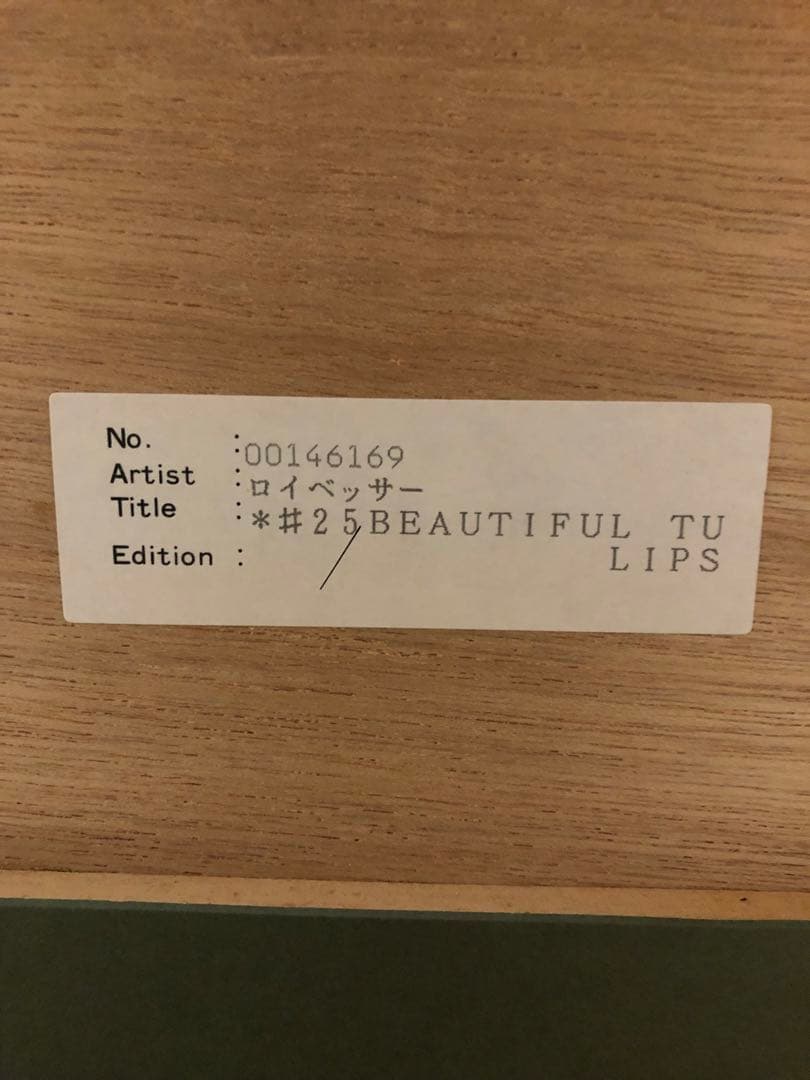 No. :00146169
Artist :ロイベッサー
Title :*#25BEAUTIFUL TU
LIPS
Edition : /